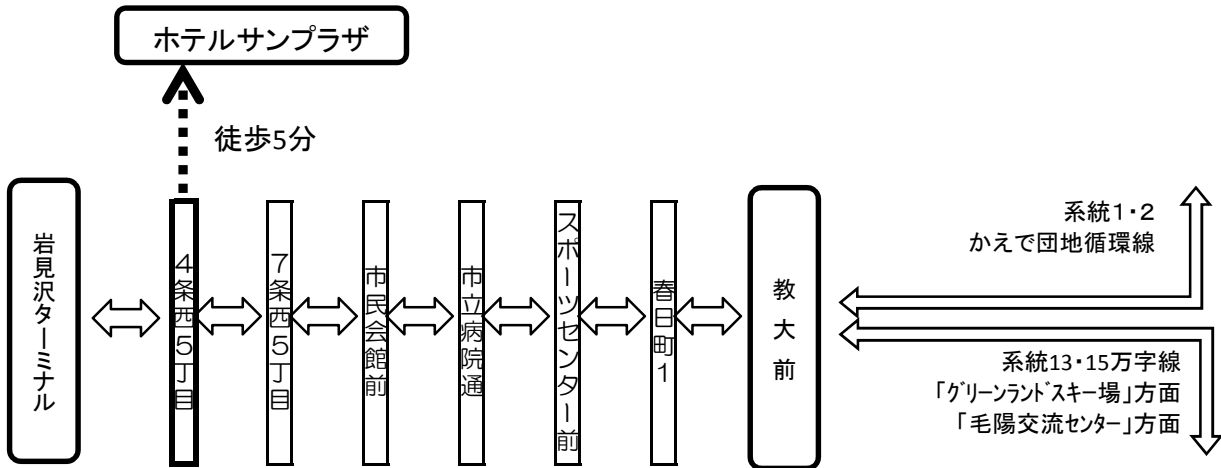 ホテルサンプラザ
徒歩5分
岩見沢ターミナル
4条西5丁目
7条西5丁目
市民会館前
市立病院通
スポーツセンター前
春日町1
教大前
系統1・2
かえで団地循環線
系統13・15万字線
「グリーンランドスキー場」方面
「毛陽交流センター」方面